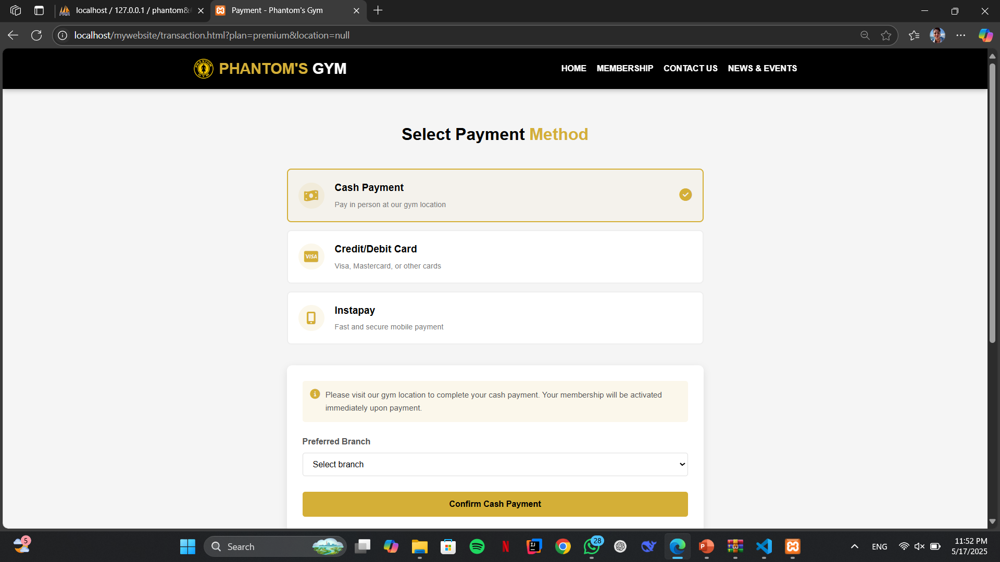 localhost / 127.0.0.1 / phantom&#
Payment - Phantom's Gym
localhost/mywebsite/transaction.html?plan=premium&location=null
PHANTOM'S GYM
HOME
MEMBERSHIP
CONTACT US
NEWS & EVENTS
Select Payment Method
Cash Payment
Pay in person at our gym location
VISA
Credit/Debit Card
Visa, Mastercard, or other cards
Instapay
Fast and secure mobile payment
Please visit our gym location to complete your cash payment. Your membership will be activated
immediately upon payment.
Preferred Branch
Select branch
Confirm Cash Payment
5
Search
28
ENG
11:52 PM
5/17/2025